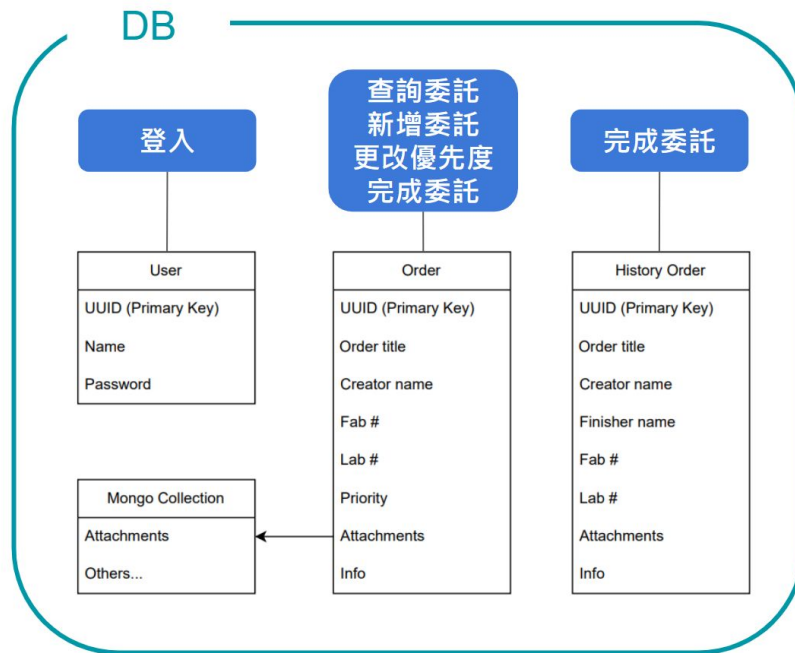 DB
登入
查詢委託
新增委託
更改優先度
完成委託
完成委託
User
UUID (Primary Key)
Name
Password
Order
UUID (Primary Key)
Order title
Creator name
Fab #
Lab #
Priority
Attachments
Info
History Order
UUID (Primary Key)
Order title
Creator name
Finisher name
Fab #
Lab #
Attachments
Info
Mongo Collection
Attachments
Others...